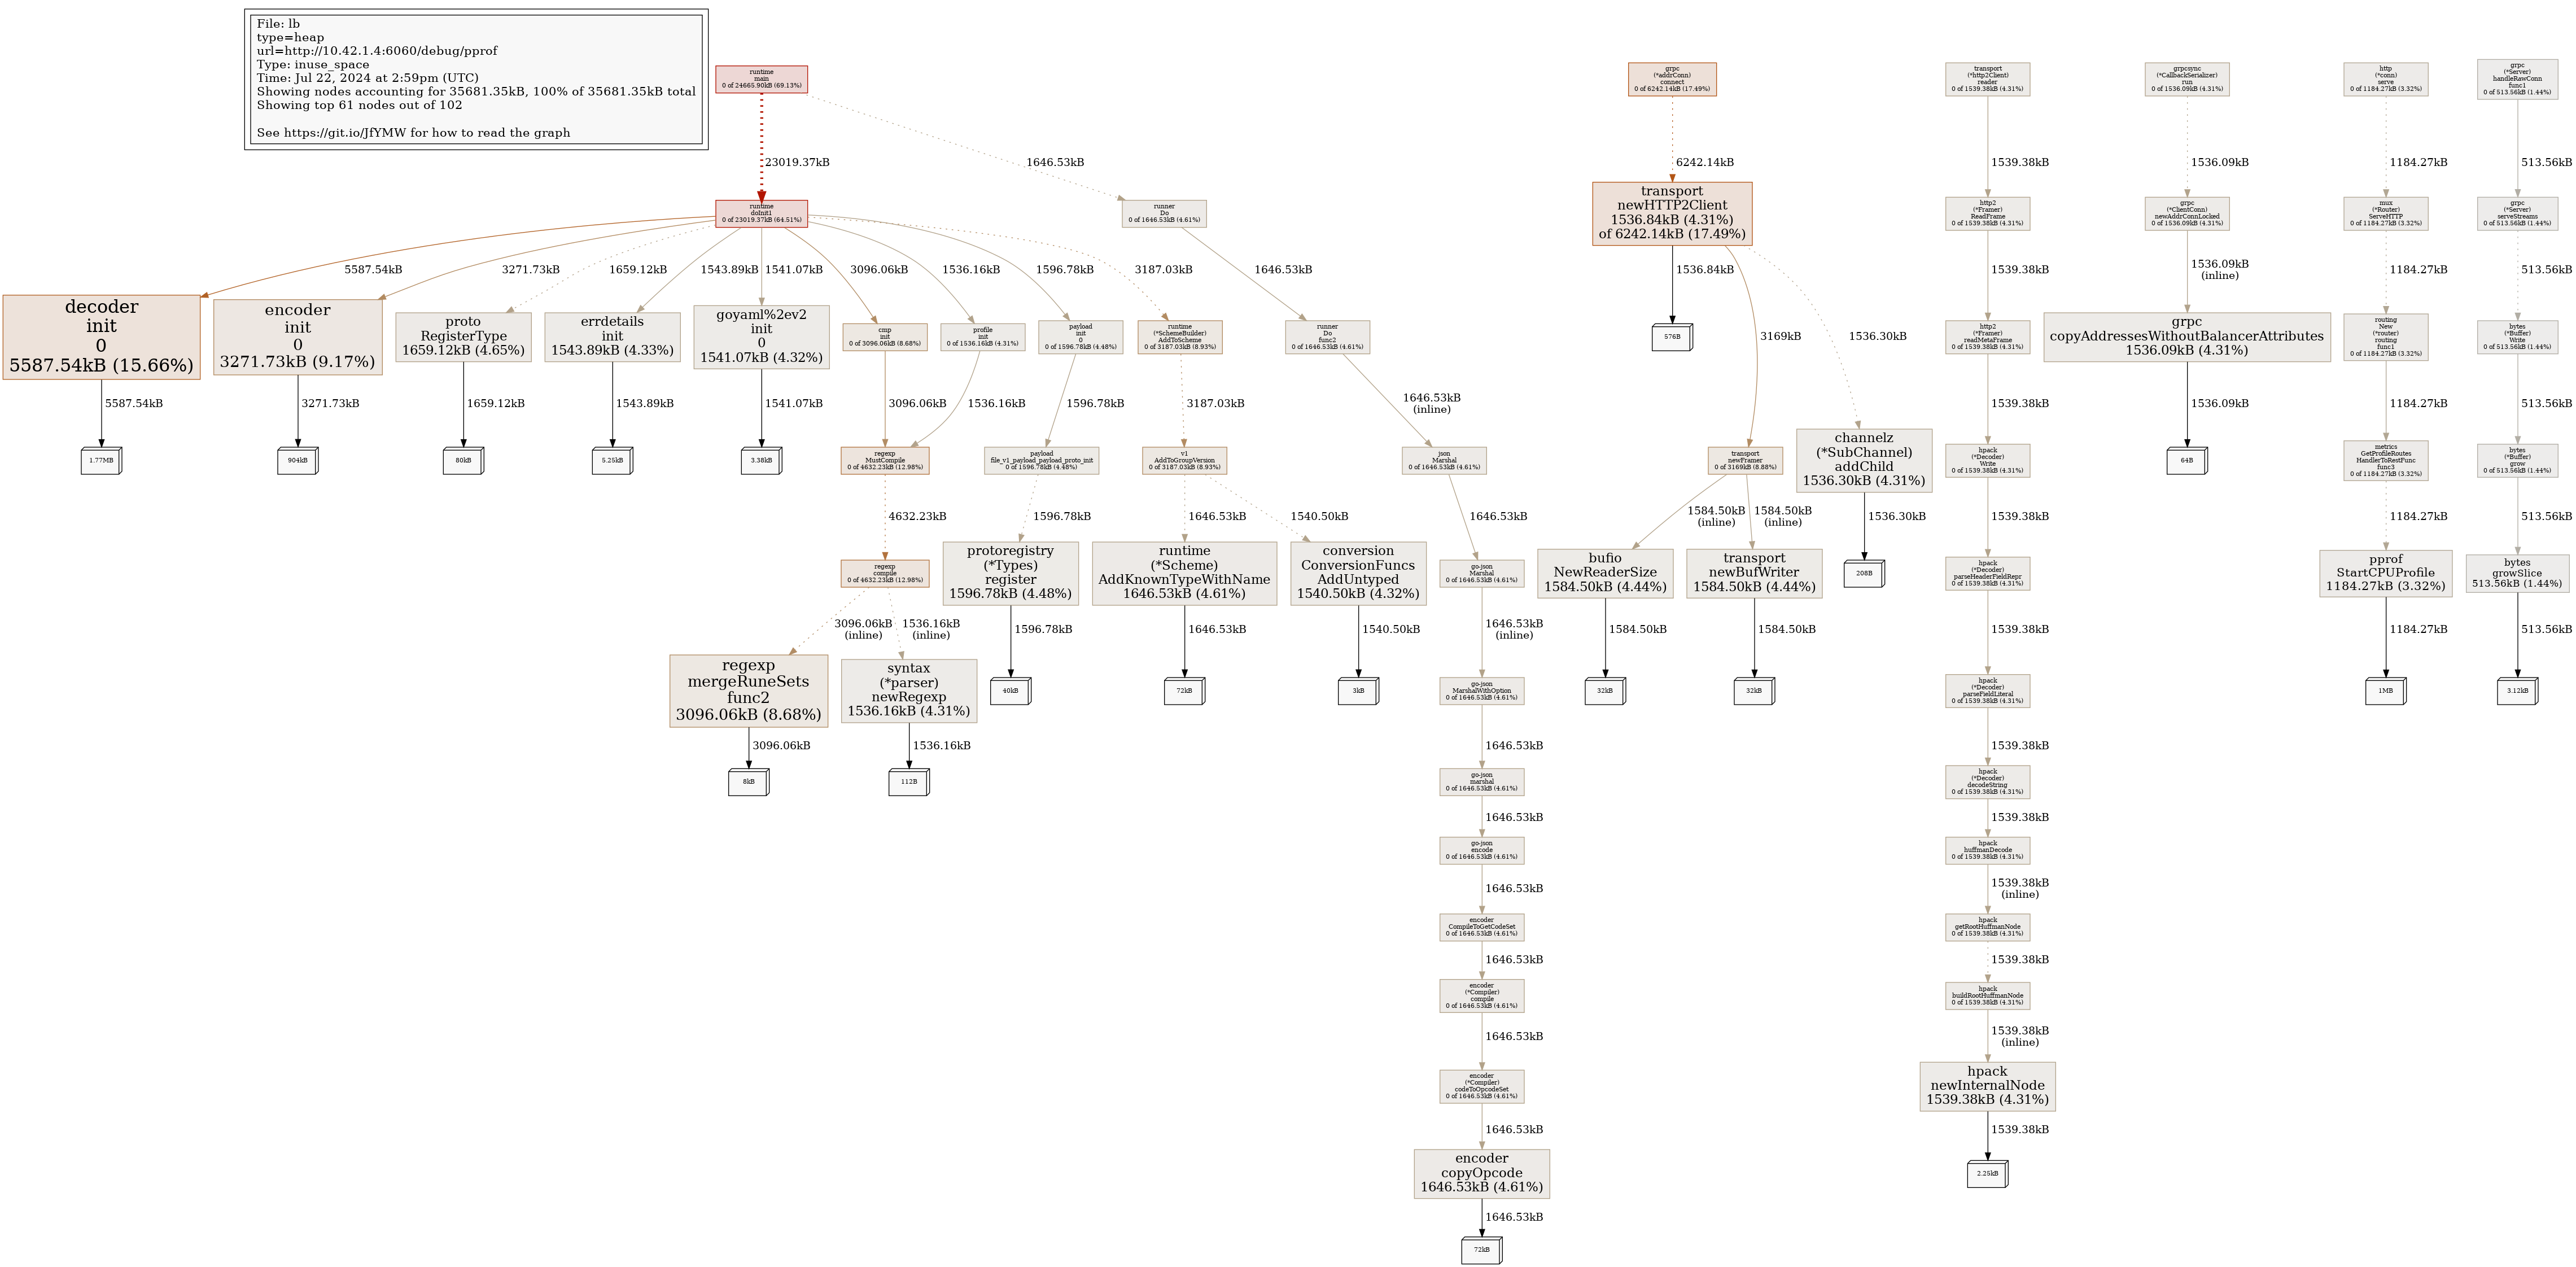 File: lb
type=heap
url=http://10.42.1.4:6060/debug/pprof
Type: inuse_space
Time: Jul 22, 2024 at 2:59pm (UTC)
Showing nodes accounting for 35681.35kB, 100% of 35681.35kB total
Showing top 61 nodes out of 102
See https://git.io/JfYMW for how to read the graph
runtime
main
0 of 24665.90kB (69.13%)
23019.37kB
1646.53kB
runtime
doInit1
0 of 23019.37kB (64.51%)
runner
Do
0 of 1646.53kB (4.61%)
5587.54kB
3271.73kB
1659.12kB
1543.89kB
1541.07kB
3096.06kB
1536.16kB
1596.78kB
3187.03kB
1646.53kB
decoder
init
0
5587.54kB (15.66%)
5587.54kB
1.77MB
encoder
init
0
3271.73kB (9.17%)
3271.73kB
904kB
proto
RegisterType
1659.12kB (4.65%)
1659.12kB
80kB
errdetails
init
1543.89kB (4.33%)
1543.89kB
5.25kB
goyaml%2ev2
init
0
1541.07kB (4.32%)
1541.07kB
3.38kB
cmp
init
0 of 3096.06kB (8.68%)
3096.06kB
profile
init
0 of 1536.16kB (4.31%)
1536.16kB
payload
init
0
0 of 1596.78kB (4.48%)
1596.78kB
runtime
(*SchemeBuilder)
AddToScheme
0 of 3187.03kB (8.93%)
3187.03kB
runner
Do
func2
0 of 1646.53kB (4.61%)
1646.53kB
(inline)
regexp
MustCompile
0 of 4632.23kB (12.98%)
4632.23kB
regexp
compile
0 of 4632.23kB (12.98%)
3096.06kB
(inline)
1536.16kB
(inline)
regexp
mergeRuneSets
func2
3096.06kB (8.68%)
3096.06kB
8kB
syntax
(*parser)
newRegexp
1536.16kB (4.31%)
1536.16kB
112B
payload
file_v1_payload_payload_proto_init
0 of 1596.78kB (4.48%)
1596.78kB
protoregistry
(*Types)
register
1596.78kB (4.48%)
1596.78kB
40kB
v1
AddToGroupVersion
0 of 3187.03kB (8.93%)
1646.53kB
1540.50kB
runtime
(*Scheme)
AddKnownTypeWithName
1646.53kB (4.61%)
1646.53kB
72kB
conversion
ConversionFuncs
AddUntyped
1540.50kB (4.32%)
1540.50kB
3kB
json
Marshal
0 of 1646.53kB (4.61%)
1646.53kB
go-json
Marshal
0 of 1646.53kB (4.61%)
1646.53kB
(inline)
go-json
MarshalWithOption
0 of 1646.53kB (4.61%)
1646.53kB
go-json
marshal
0 of 1646.53kB (4.61%)
1646.53kB
go-json
encode
0 of 1646.53kB (4.61%)
1646.53kB
encoder
CompileToGetCodeSet
0 of 1646.53kB (4.61%)
1646.53kB
encoder
(*Compiler)
compile
0 of 1646.53kB (4.61%)
1646.53kB
encoder
(*Compiler)
codeToOpcodeSet
0 of 1646.53kB (4.61%)
1646.53kB
encoder
copyOpcode
1646.53kB (4.61%)
1646.53kB
72kB
grpc
(*addrConn)
connect
0 of 6242.14kB (17.49%)
6242.14kB
transport
newHTTP2Client
1536.84kB (4.31%)
of 6242.14kB (17.49%)
1536.84kB
3169kB
1536.30kB
576B
transport
newFramer
0 of 3169kB (8.88%)
1584.50kB
(inline)
1584.50kB
(inline)
bufio
NewReaderSize
1584.50kB (4.44%)
1584.50kB
32kB
transport
newBufWriter
1584.50kB (4.44%)
1584.50kB
32kB
channelz
(*SubChannel)
addChild
1536.30kB (4.31%)
1536.30kB
208B
transport
(*http2Client)
reader
0 of 1539.38kB (4.31%)
1539.38kB
http2
(*Framer)
ReadFrame
0 of 1539.38kB (4.31%)
1539.38kB
http2
(*Framer)
readMetaFrame
0 of 1539.38kB (4.31%)
1539.38kB
hpack
(*Decoder)
Write
0 of 1539.38kB (4.31%)
1539.38kB
hpack
(*Decoder)
parseHeaderFieldRepr
0 of 1539.38kB (4.31%)
1539.38kB
hpack
(*Decoder)
parseFieldLiteral
0 of 1539.38kB (4.31%)
1539.38kB
hpack
(*Decoder)
decodeString
0 of 1539.38kB (4.31%)
1539.38kB
hpack
huffmanDecode
0 of 1539.38kB (4.31%)
1539.38kB
(inline)
hpack
getRootHuffmanNode
0 of 1539.38kB (4.31%)
1539.38kB
hpack
buildRootHuffmanNode
0 of 1539.38kB (4.31%)
1539.38kB
(inline)
hpack
newInternalNode
1539.38kB (4.31%)
1539.38kB
2.25kB
grpcsync
(*CallbackSerializer)
run
0 of 1536.09kB (4.31%)
1536.09kB
grpc
(*ClientConn)
newAddrConnLocked
0 of 1536.09kB (4.31%)
1536.09kB
(inline)
grpc
copyAddressesWithoutBalancerAttributes
1536.09kB (4.31%)
1536.09kB
64B
http
(*conn)
serve
0 of 1184.27kB (3.32%)
1184.27kB
mux
(*Router)
ServeHTTP
0 of 1184.27kB (3.32%)
1184.27kB
routing
New
(*router)
routing
func1
0 of 1184.27kB (3.32%)
1184.27kB
metrics
GetProfileRoutes
HandlerToRestFunc
func3
0 of 1184.27kB (3.32%)
1184.27kB
pprof
StartCPUProfile
1184.27kB (3.32%)
1184.27kB
1MB
grpc
(*Server)
handleRawConn
func1
0 of 513.56kB (1.44%)
513.56kB
grpc
(*Server)
serveStreams
0 of 513.56kB (1.44%)
513.56kB
bytes
(*Buffer)
Write
0 of 513.56kB (1.44%)
513.56kB
bytes
(*Buffer)
grow
0 of 513.56kB (1.44%)
513.56kB
bytes
growSlice
513.56kB (1.44%)
513.56kB
3.12kB